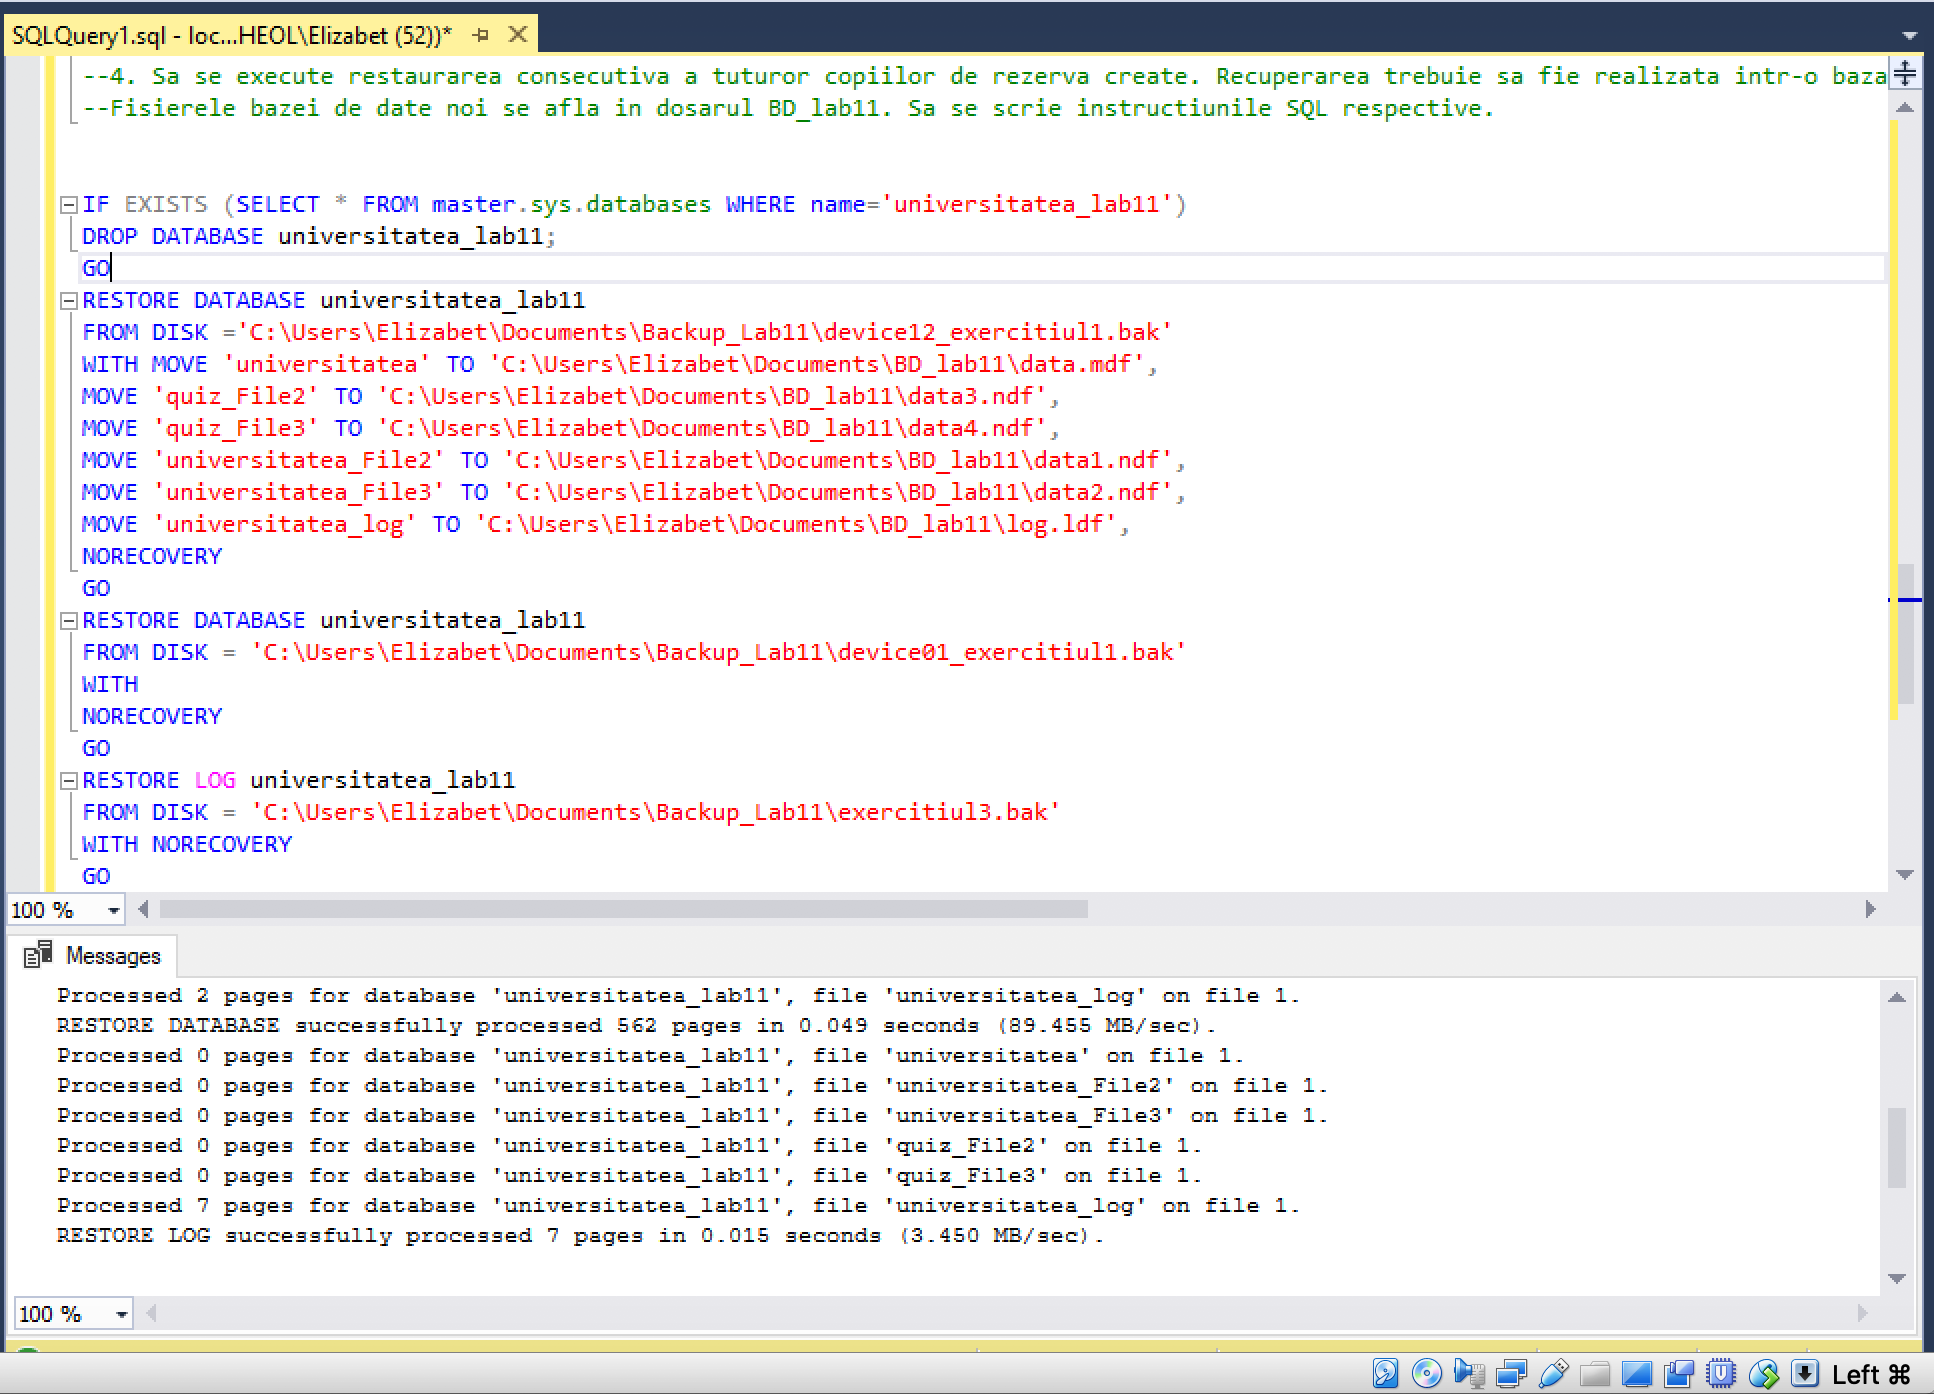 SQLQuery1.sql - loc...HEOL\Elizabet (52))*
--4. Sa se execute restaurarea consecutiva a tuturor copiilor de rezerva create. Recuperarea trebuie sa fie realizata intr-o baza
--Fisierele bazei de date noi se afla in dosarul BD_lab11. Sa se scrie instructiunile SQL respective.
IF EXISTS (SELECT * FROM master.sys.databases WHERE name='universitatea_lab11')
DROP DATABASE universitatea_lab11;
GO
RESTORE DATABASE universitatea_lab11
FROM DISK ='C:\Users\Elizabet\Documents\Backup_Lab11\device12_exercitiul1.bak'
WITH MOVE 'universitatea' TO 'C:\Users\Elizabet\Documents\BD_lab11\data.mdf',
MOVE 'quiz_File2' TO 'C:\Users\Elizabet\Documents\BD_lab11\data3.ndf',
MOVE 'quiz_File3' TO 'C:\Users\Elizabet\Documents\BD_lab11\data4.ndf',
MOVE 'universitatea_File2' TO 'C:\Users\Elizabet\Documents\BD_lab11\data1.ndf',
MOVE 'universitatea_File3' TO 'C:\Users\Elizabet\Documents\BD_lab11\data2.ndf',
MOVE 'universitatea_log' TO 'C:\Users\Elizabet\Documents\BD_lab11\log.ldf',
NORECOVERY
GO
RESTORE DATABASE universitatea_lab11
FROM DISK = 'C:\Users\Elizabet\Documents\Backup_Lab11\device01_exercitiul1.bak'
WITH
NORECOVERY
GO
RESTORE LOG universitatea_lab11
FROM DISK = 'C:\Users\Elizabet\Documents\Backup_Lab11\exercitiul3.bak'
WITH NORECOVERY
GO
100 %
Messages
Processed 2 pages for database 'universitatea_lab11', file 'universitatea_log' on file 1.
RESTORE DATABASE successfully processed 562 pages in 0.049 seconds (89.455 MB/sec).
Processed 0 pages for database 'universitatea_lab11', file 'universitatea' on file 1.
Processed 0 pages for database 'universitatea_lab11', file 'universitatea_File2' on file 1.
Processed 0 pages for database 'universitatea_lab11', file 'universitatea_File3' on file 1.
Processed 0 pages for database 'universitatea_lab11', file 'quiz_File2' on file 1.
Processed 0 pages for database 'universitatea_lab11', file 'quiz_File3' on file 1.
Processed 7 pages for database 'universitatea_lab11', file 'universitatea_log' on file 1.
RESTORE LOG successfully processed 7 pages in 0.015 seconds (3.450 MB/sec).
100 %
Left ⌘